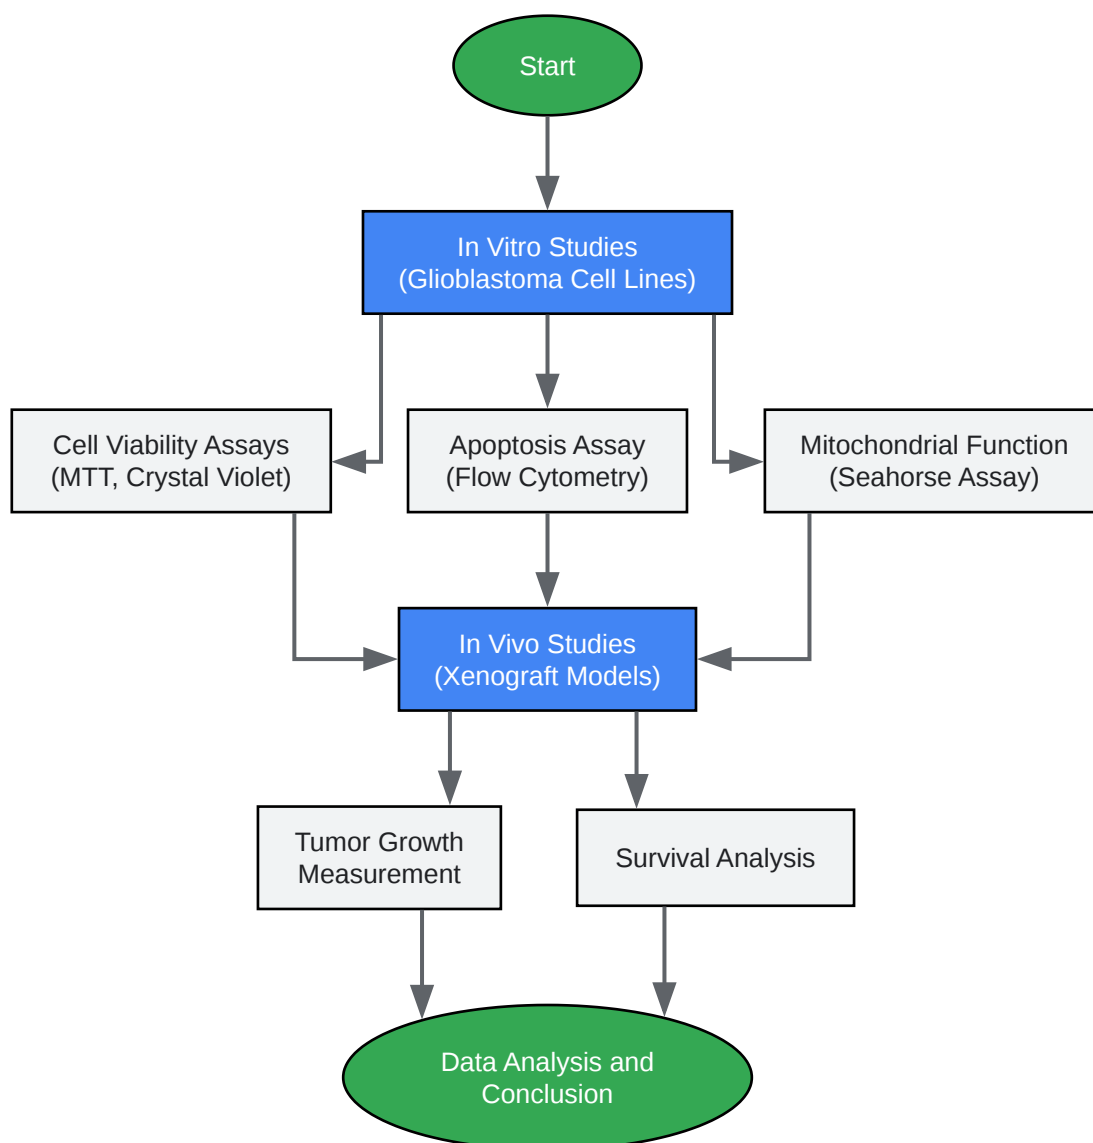 Start
In Vitro Studies
(Glioblastoma Cell Lines)
Cell Viability Assays
(MTT, Crystal Violet)
Apoptosis Assay
(Flow Cytometry)
Mitochondrial Function
(Seahorse Assay)
In Vivo Studies
(Xenograft Models)
Tumor Growth
Measurement
Survival Analysis
Data Analysis and
Conclusion